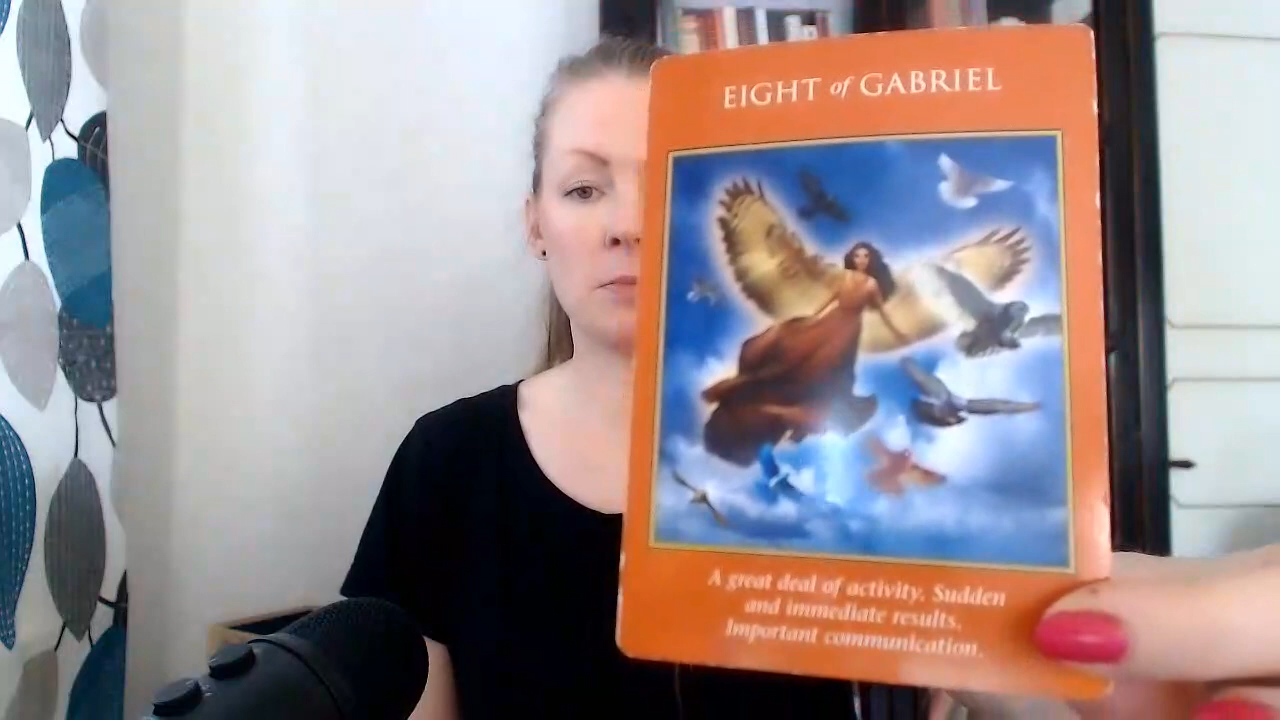 EIGHT of GABRIEL
A great deal of activity. Sudden
and immediate results.
Important communication.